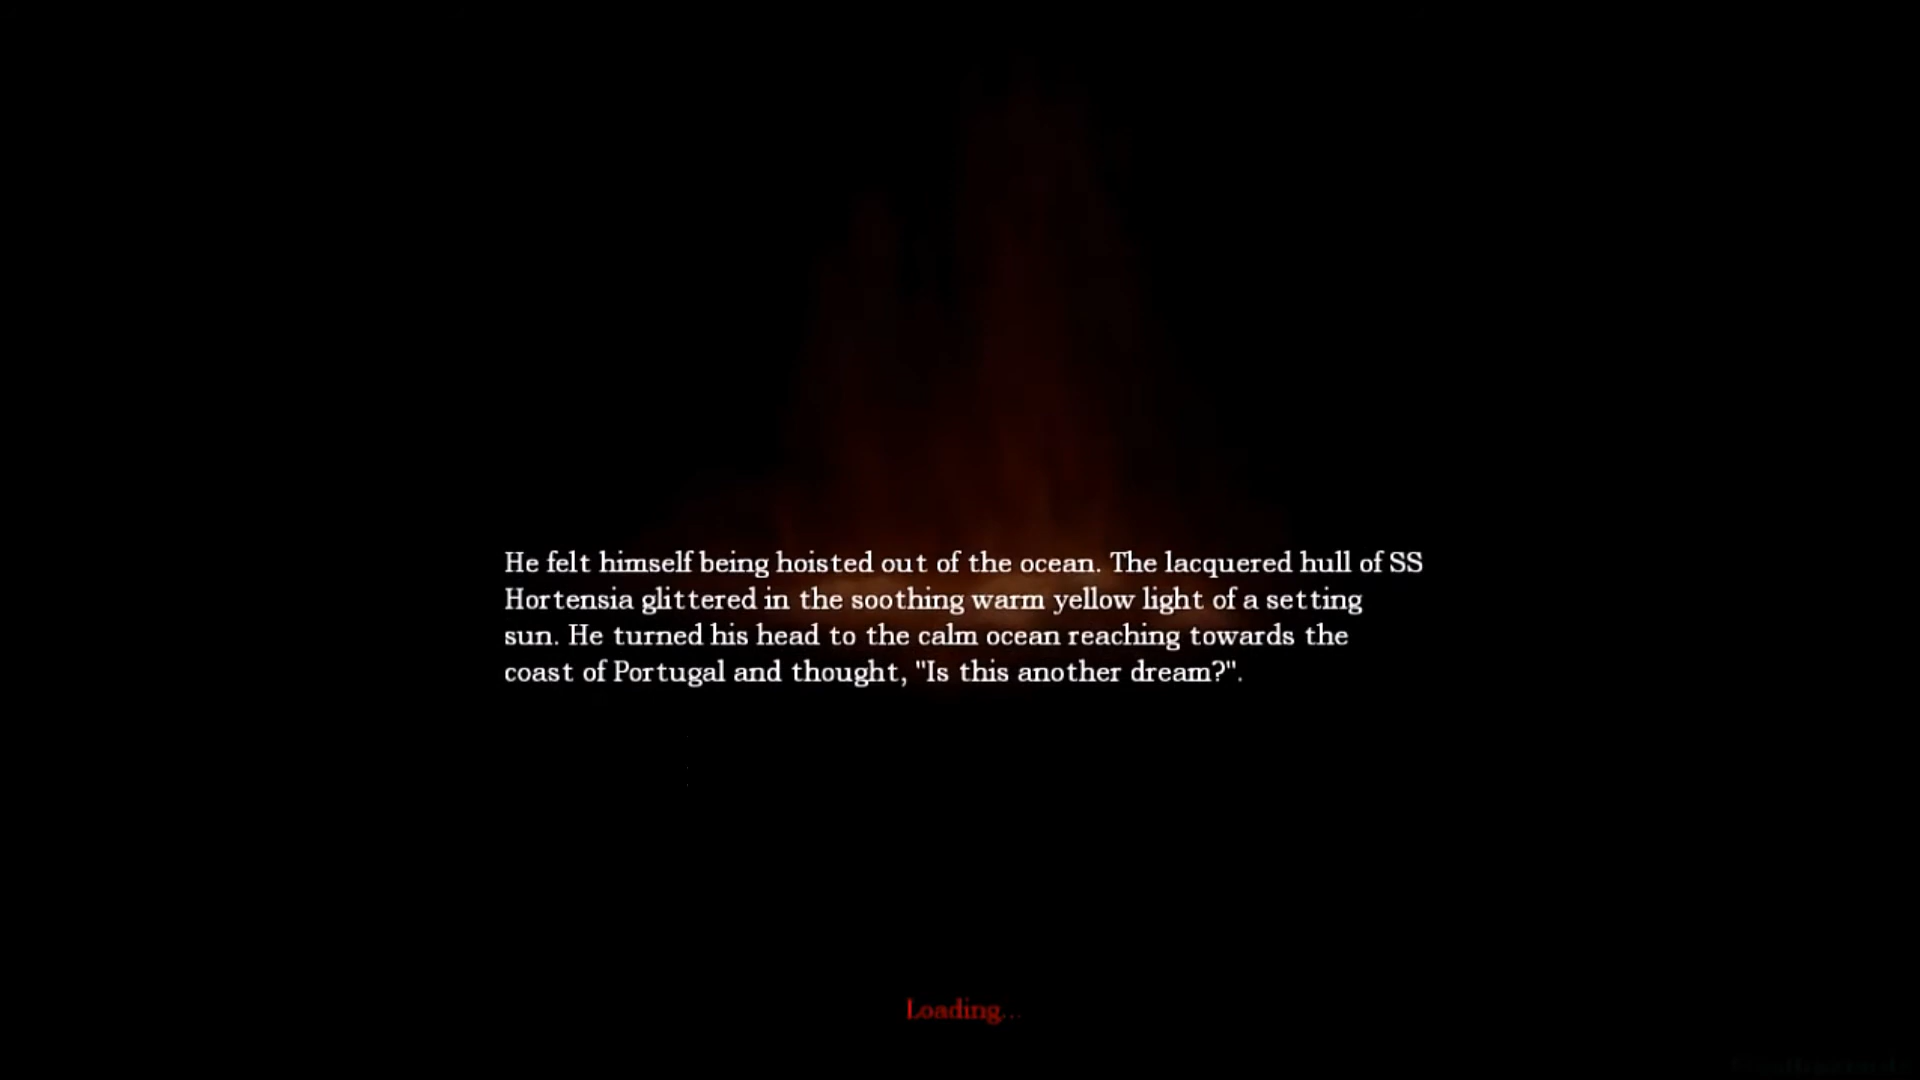 He felt himself being hoisted out of the ocean. The lacquered hull of SS
Hortensia glittered in the soothing warm yellow light of a setting
sun. He turned his head to the calm ocean reaching towards the
coast of Portugal and thought, "Is this another dream?".
Loading...